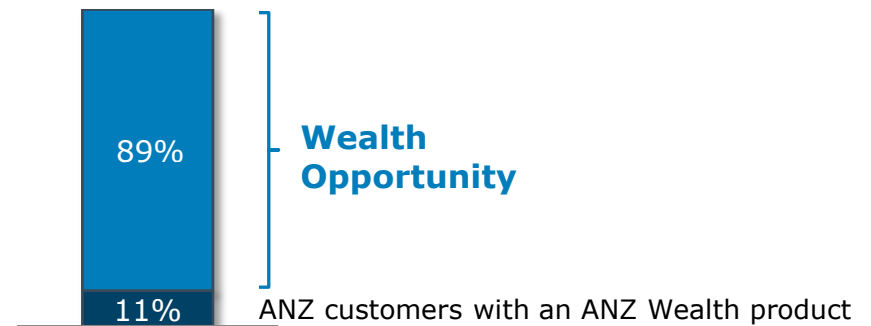 89%
Wealth
Opportunity
11%
ANZ customers with an ANZ Wealth product